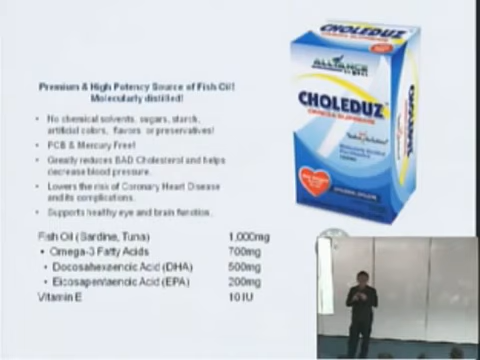 Premium & High Potency Source of Fish Oil!
Molecularly distilled!
• No chemical solvents, sugars, starch,
artificial colors, flavors or preservatives!
• PCB & Mercury Free!
• Greatly reduces BAD Cholesterol and helps
decrease blood pressure.
• Lowers the risk of Coronary Heart Disease
and its complications.
• Supports healthy eye and brain function.
Fish Oil (Sardine, Tuna) 1,000mg
• Omega-3 Fatty Acids 700mg
• Docosahexaenoic Acid (DHA) 500mg
• Eicosapentaenoic Acid (EPA) 200mg
Vitamin E 10 IU
ALLIANCE
CHOLEDUZ
OMEGA SUPREME
CHOLEDUZ